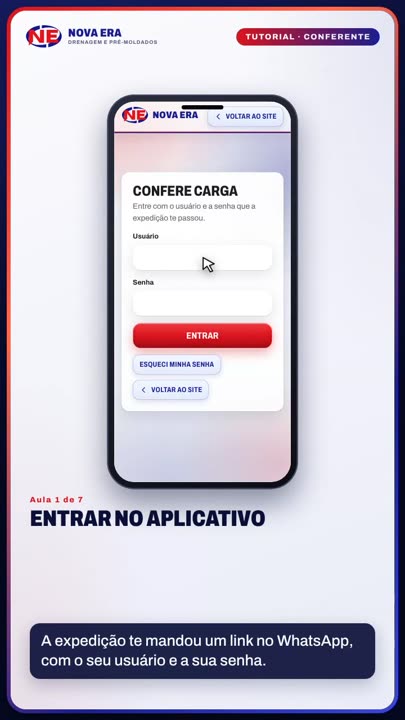 NE NOVA ERA
DRENAGEM E PRÉ-MOLDADOS
TUTORIAL · CONFERENTE
NE NOVA ERA
VOLTAR AO SITE
CONFERE CARGA
Entre com o usuário e a senha que a
expedição te passou.
Usuário
Senha
ENTRAR
ESQUECI MINHA SENHA
VOLTAR AO SITE
Aula 1 de 7
ENTRAR NO APLICATIVO
A expedição te mandou um link no WhatsApp,
com o seu usuário e a sua senha.